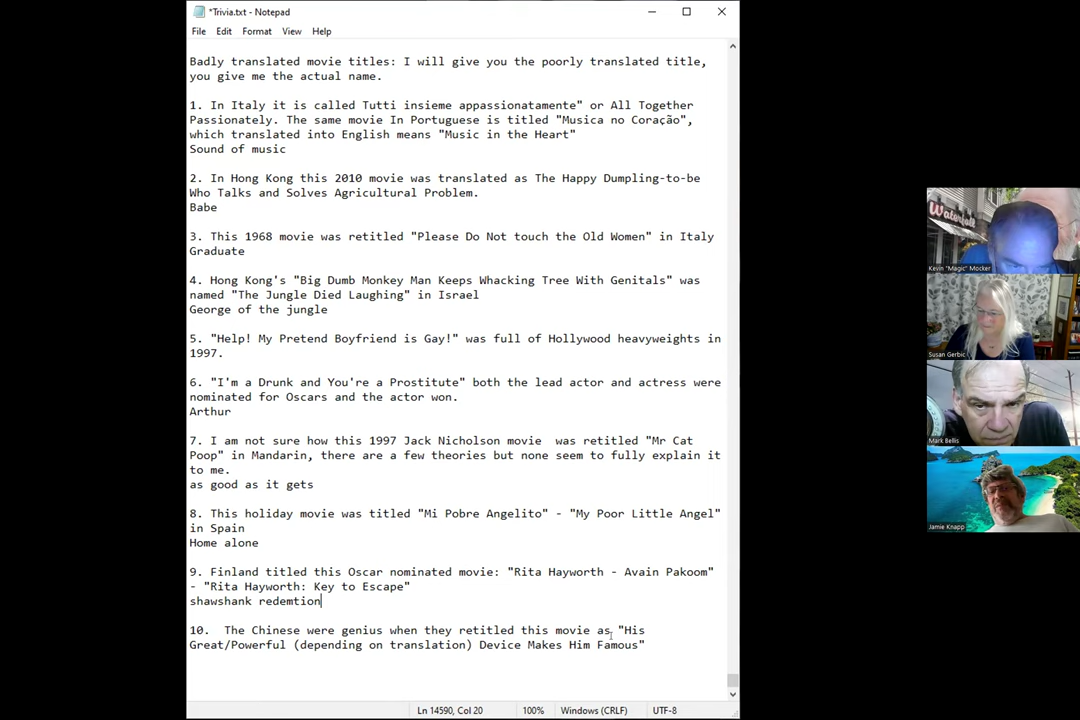 *Trivia.txt - Notepad
File Edit Format View Help
Badly translated movie titles: I will give you the poorly translated title,
you give me the actual name.
1. In Italy it is called Tutti insieme appassionatamente" or All Together
Passionately. The same movie In Portuguese is titled "Musica no Coração",
which translated into English means "Music in the Heart"
Sound of music
2. In Hong Kong this 2010 movie was translated as The Happy Dumpling-to-be
Who Talks and Solves Agricultural Problem.
Babe
3. This 1968 movie was retitled "Please Do Not touch the Old Women" in Italy
Graduate
4. Hong Kong's "Big Dumb Monkey Man Keeps Whacking Tree With Genitals" was
named "The Jungle Died Laughing" in Israel
George of the jungle
5. "Help! My Pretend Boyfriend is Gay!" was full of Hollywood heavyweights in
1997.
6. "I'm a Drunk and You're a Prostitute" both the lead actor and actress were
nominated for Oscars and the actor won.
Arthur
7. I am not sure how this 1997 Jack Nicholson movie  was retitled "Mr Cat
Poop" in Mandarin, there are a few theories but none seem to fully explain it
to me.
as good as it gets
8. This holiday movie was titled "Mi Pobre Angelito" - "My Poor Little Angel"
in Spain
Home alone
9. Finland titled this Oscar nominated movie: "Rita Hayworth - Avain Pakoom"
- "Rita Hayworth: Key to Escape"
shawshank redemtion
10.  The Chinese were genius when they retitled this movie as "His
Great/Powerful (depending on translation) Device Makes Him Famous"
Ln 14590, Col 20 100% Windows (CRLF) UTF-8
Waterfall
Kevin "Magic" Mocker
Susan Gerbic
Mark Bellis
Jamie Knapp